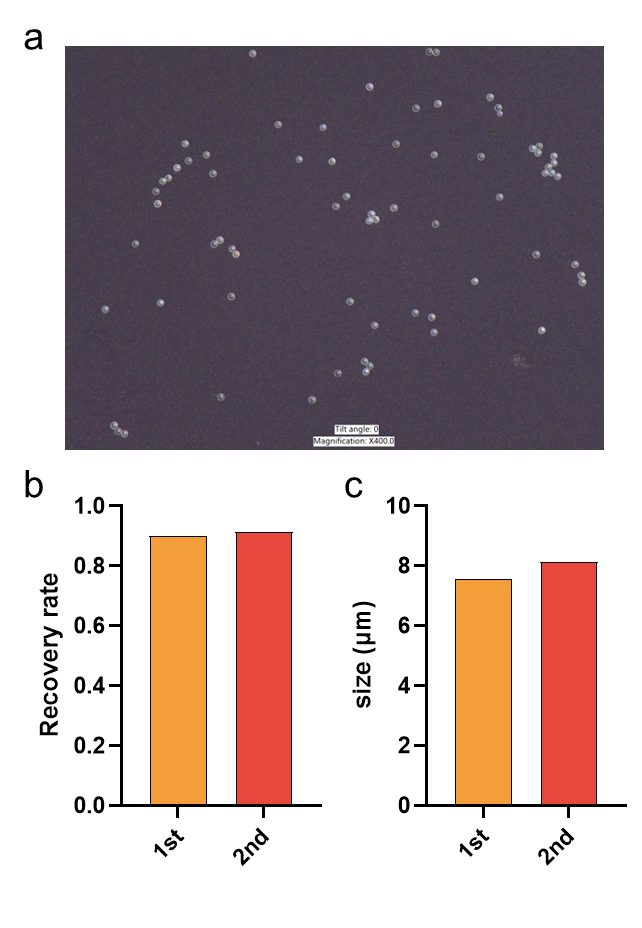 a
Tilt angle: 0
Magnification: X400.0
b
Recovery rate
1.0
0.8
0.6
0.4
0.2
0.0
1st
2nd
c
size (µm)
10
8
6
4
2
0
1st
2nd